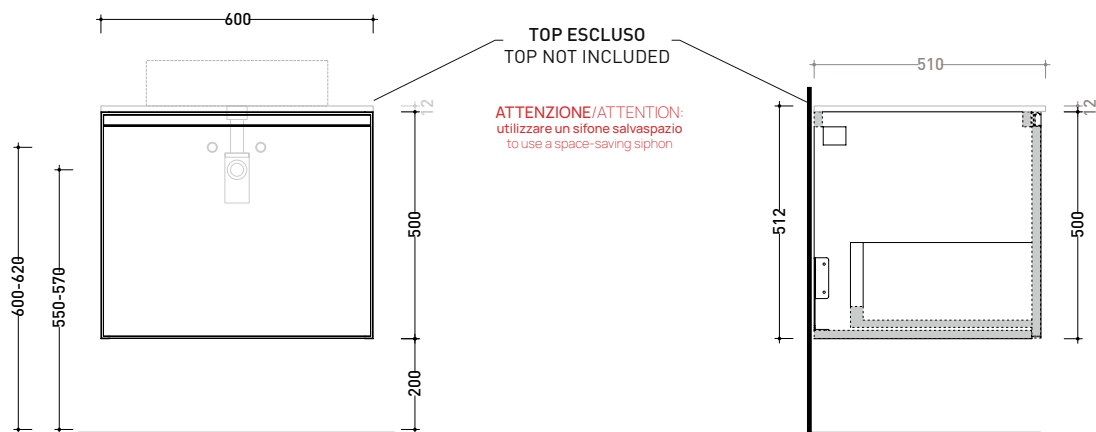 600
TOP ESCLUSO
TOP NOT INCLUDED
510
12
12
ATTENZIONE/ATTENTION:
utilizzare un sifone salvaspazio
to use a space-saving siphon
500
512
500
600-620
550-570
200